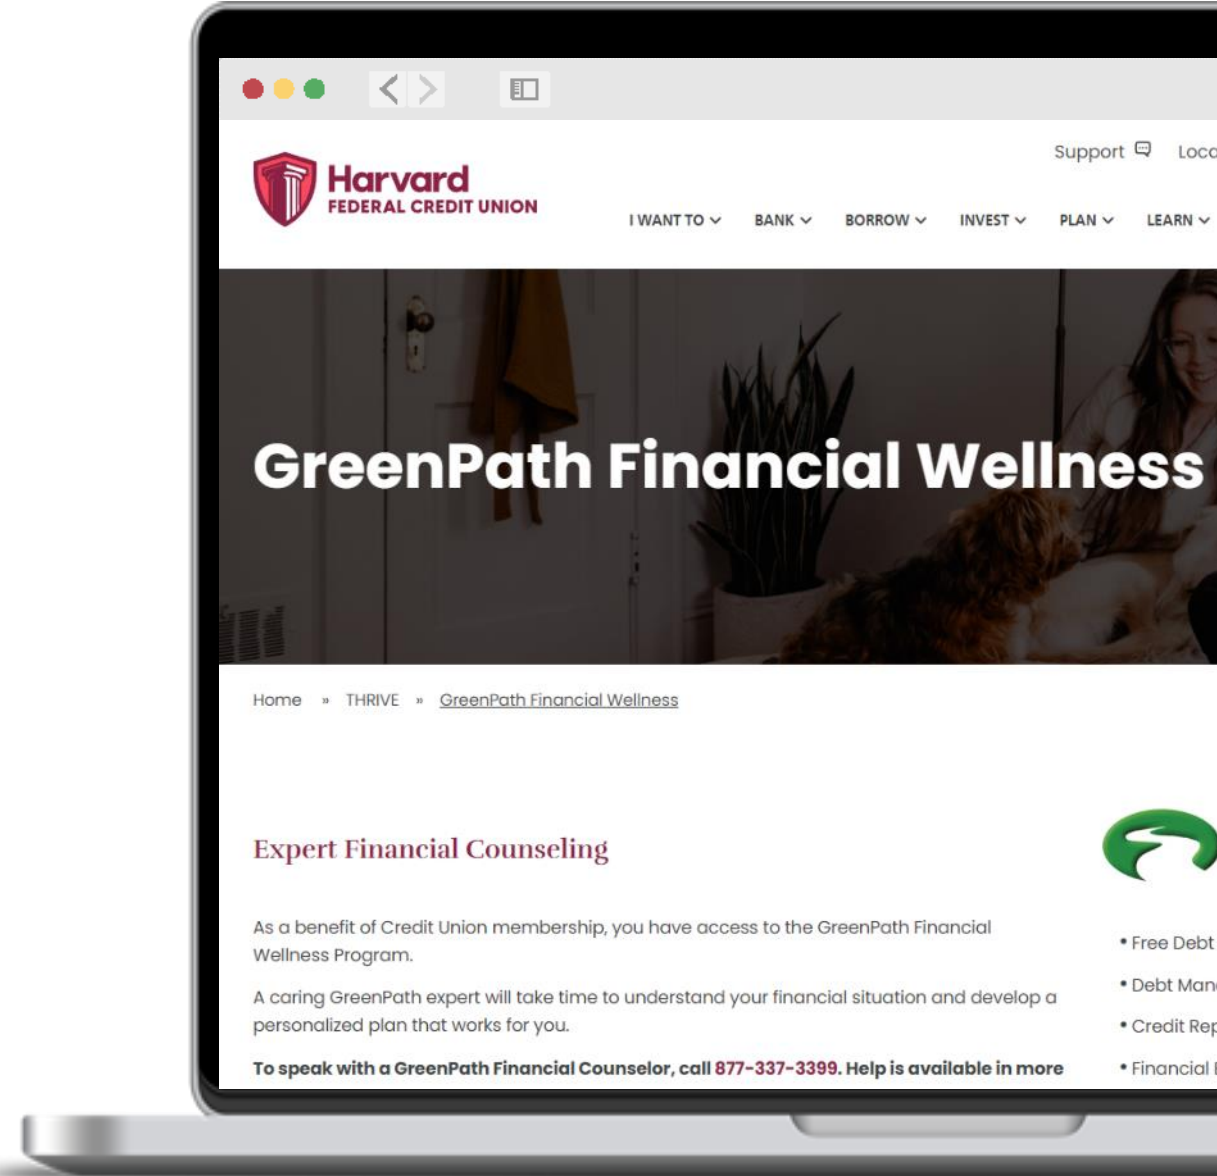 Support
Harvard
FEDERAL CREDIT UNION
I WANT TO
BANK
BORROW
INVEST
PLAN
LEARN
GreenPath Financial Wellness
Home » THRIVE » GreenPath Financial Wellness
Expert Financial Counseling
As a benefit of Credit Union membership, you have access to the GreenPath Financial
Wellness Program.
A caring GreenPath expert will take time to understand your financial situation and develop a
personalized plan that works for you.
To speak with a GreenPath Financial Counselor, call 877-337-3399. Help is available in more
• Free Debt
• Debt
• Credit
• Financial